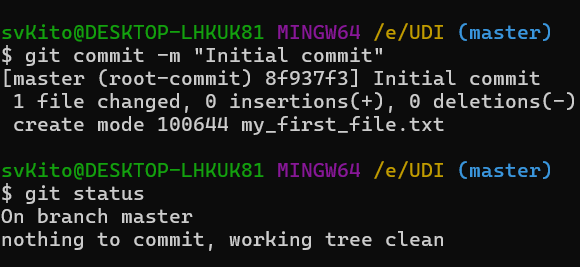 svKito@DESKTOP-LHKUK81 MINGW64 /e/UDI (master)
$ git commit -m "Initial commit"
[master (root-commit) 8f937f3] Initial commit
 1 file changed, 0 insertions(+), 0 deletions(-)
 create mode 100644 my_first_file.txt

svKito@DESKTOP-LHKUK81 MINGW64 /e/UDI (master)
$ git status
On branch master
nothing to commit, working tree clean